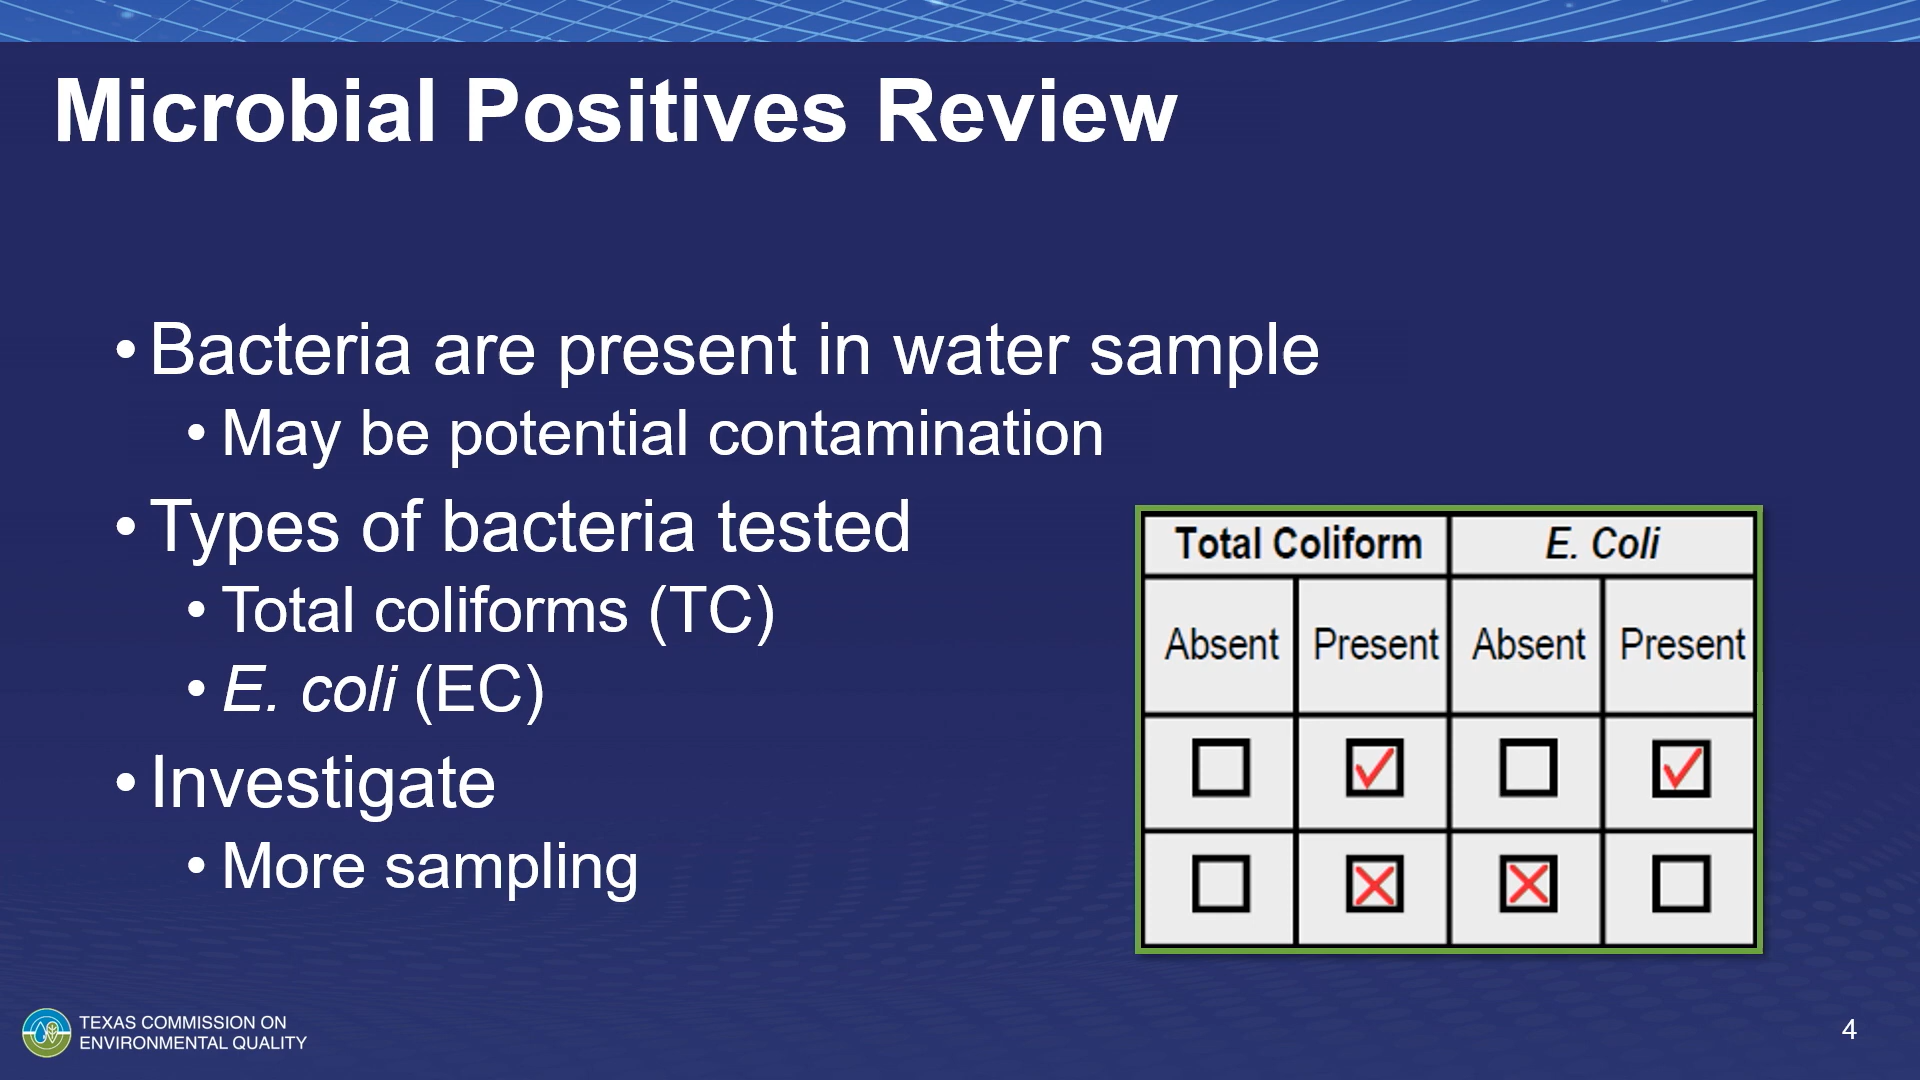 Microbial Positives Review
• Bacteria are present in water sample
• May be potential contamination
• Types of bacteria tested
• Total coliforms (TC)
• E. coli (EC)
• Investigate
• More sampling
Total Coliform E. Coli
Absent Present Absent Present
TEXAS COMMISSION ON
ENVIRONMENTAL QUALITY
4